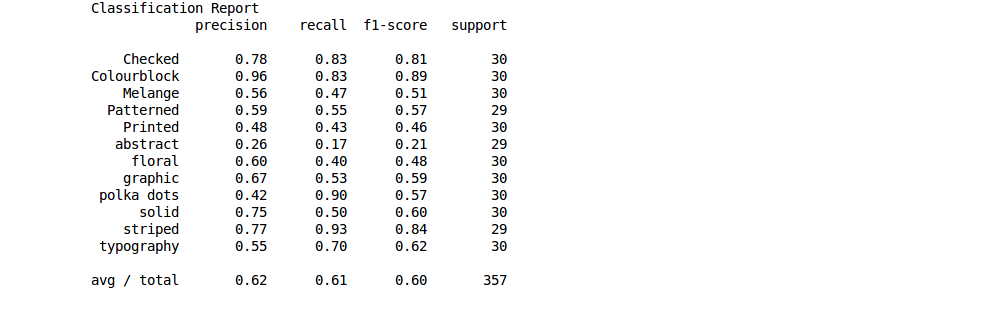 Classification Report
precision recall f1-score support
Checked 0.78 0.83 0.81 30
Colourblock 0.96 0.83 0.89 30
Melange 0.56 0.47 0.51 30
Patterned 0.59 0.55 0.57 29
Printed 0.48 0.43 0.46 30
abstract 0.26 0.17 0.21 29
floral 0.60 0.40 0.48 30
graphic 0.67 0.53 0.59 30
polka dots 0.42 0.90 0.57 30
solid 0.75 0.50 0.60 30
striped 0.77 0.93 0.84 29
typography 0.55 0.70 0.62 30
avg / total 0.62 0.61 0.60 357